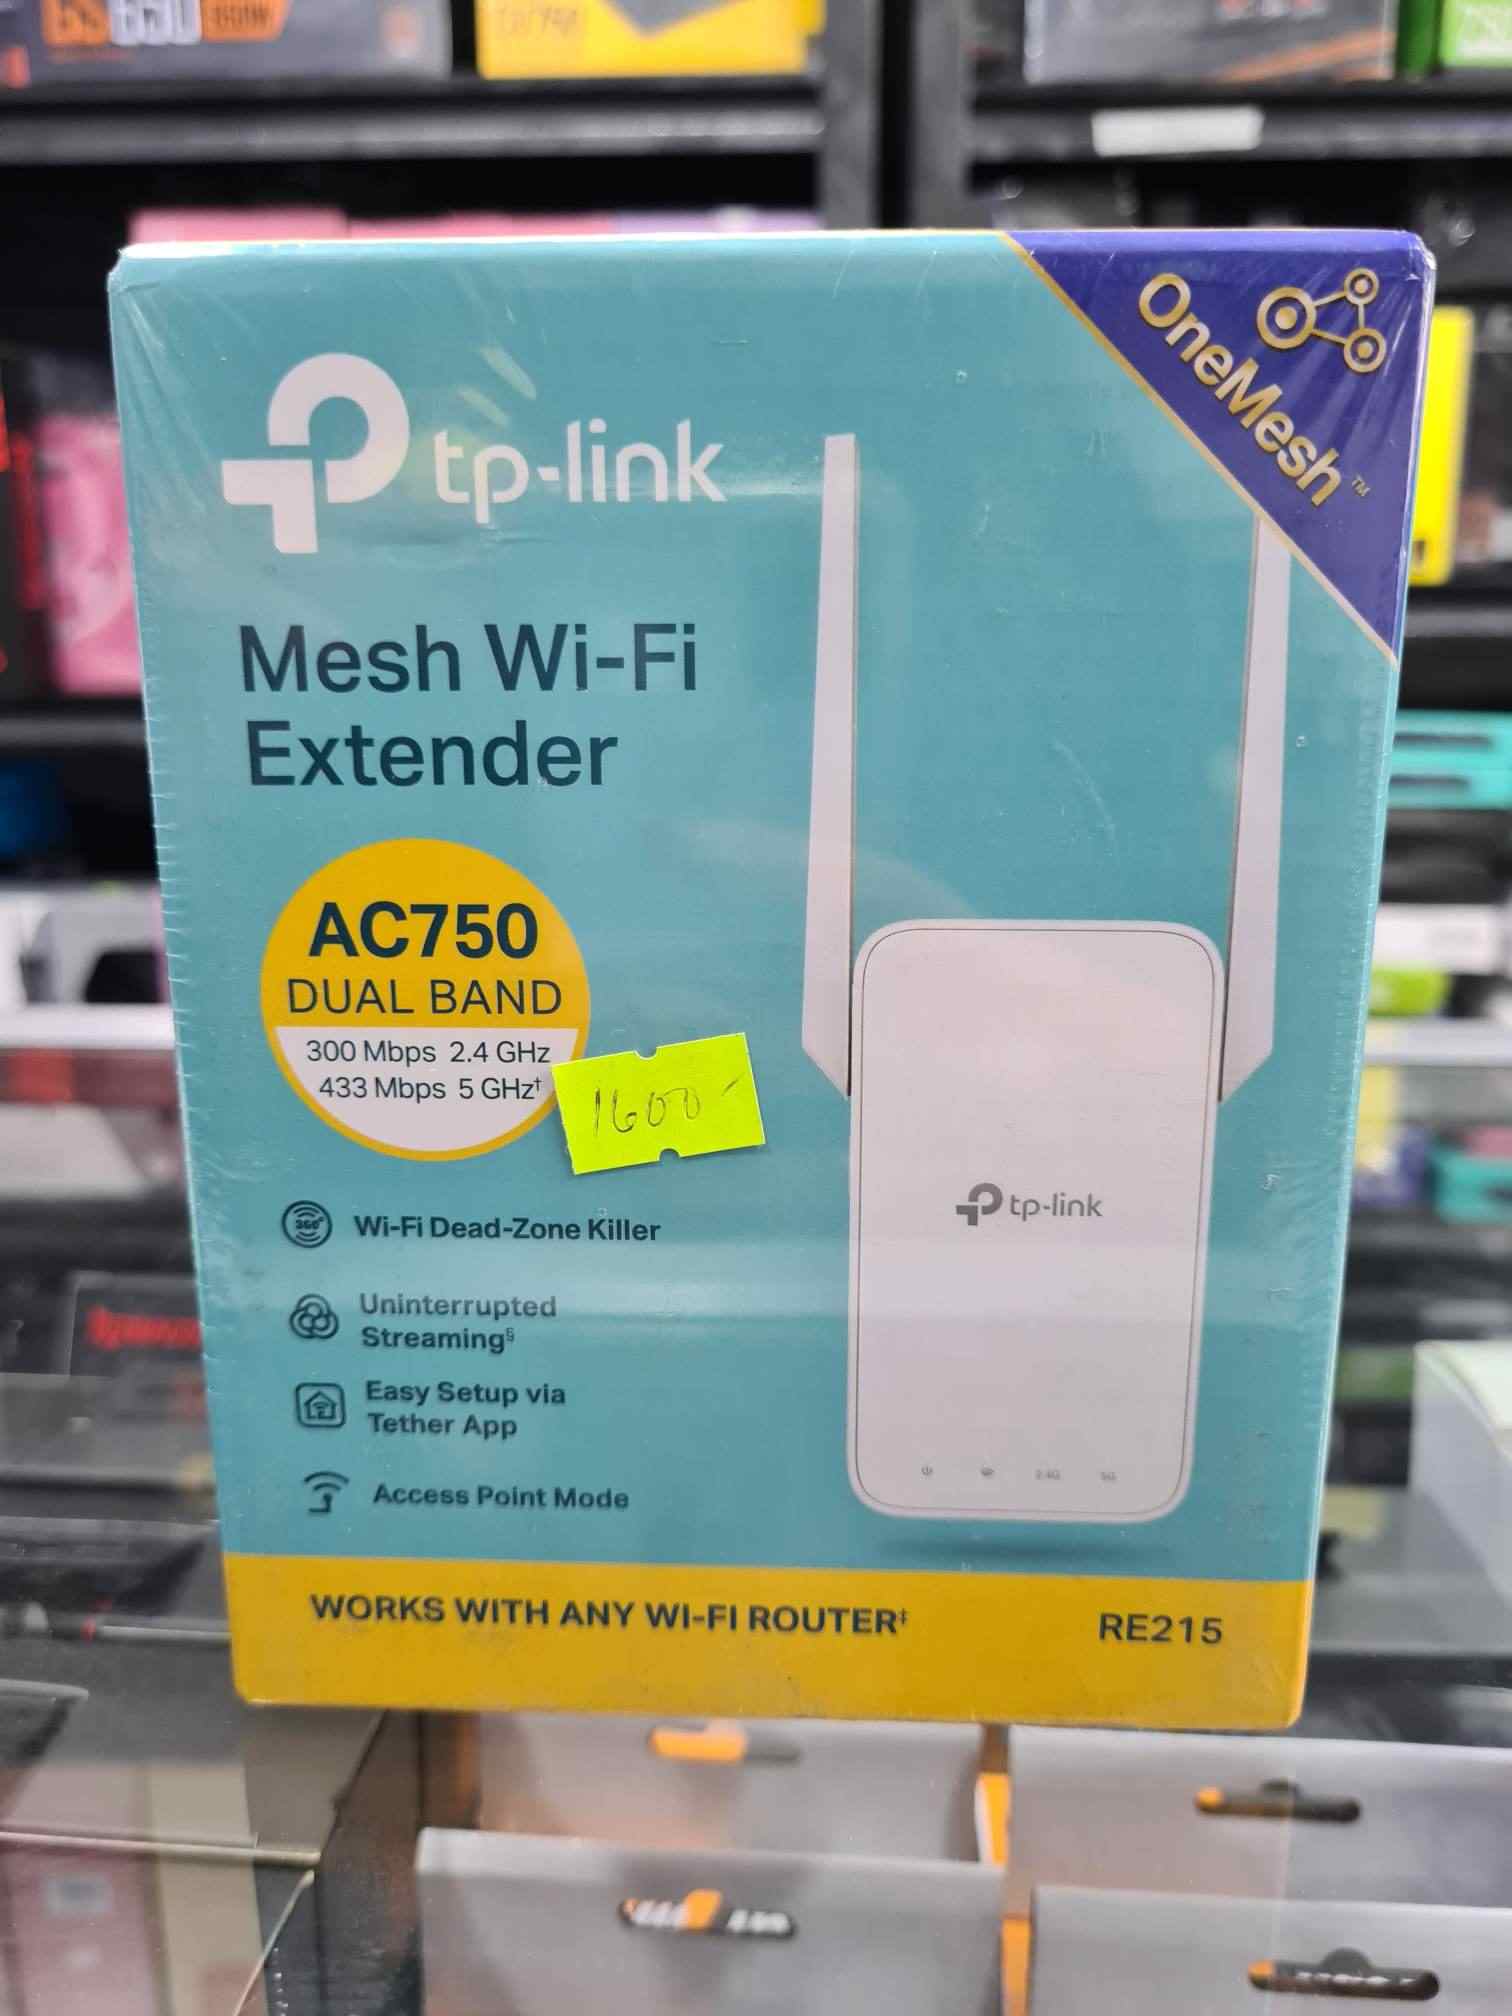 OneMesh™
tp-link
Mesh Wi-Fi
Extender
AC750
DUAL BAND
300 Mbps 2.4 GHz
433 Mbps 5 GHz†
1600-
360°
Wi-Fi Dead-Zone Killer
Uninterrupted
Streaming§
Easy Setup via
Tether App
Access Point Mode
tp-link
2.4G
5G
WORKS WITH ANY WI-FI ROUTER‡
RE215